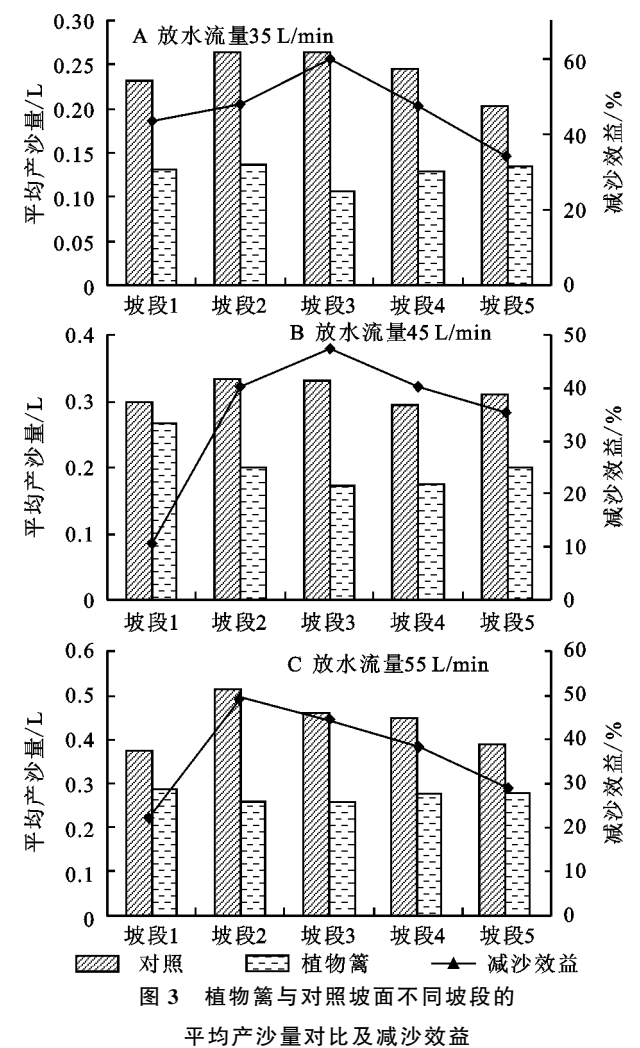 A 放水流量35 L/min
平均产沙量/L
0.30
0.25
0.20
0.15
0.10
0.05
0
减沙效益/%
60
40
20
0
坡段1 坡段2 坡段3 坡段4 坡段5
B 放水流量45 L/min
平均产沙量/L
0.4
0.3
0.2
0.1
0
减沙效益/%
50
40
30
20
10
0
坡段1 坡段2 坡段3 坡段4 坡段5
C 放水流量55 L/min
平均产沙量/L
0.6
0.5
0.4
0.3
0.2
0.1
0
减沙效益/%
60
50
40
30
20
10
0
坡段1 坡段2 坡段3 坡段4 坡段5
对照 植物篱 减沙效益
图 3 植物篱与对照坡面不同坡段的
平均产沙量对比及减沙效益